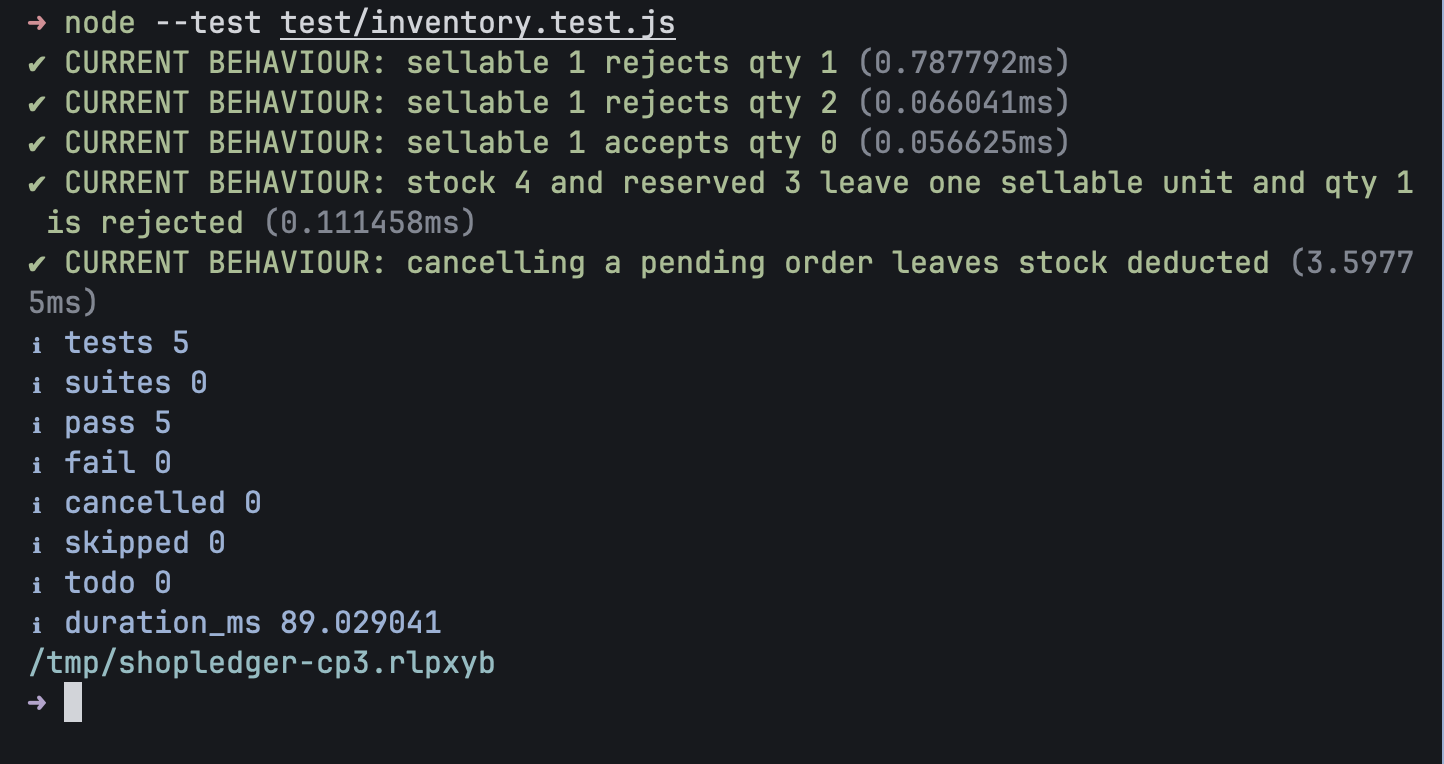 ➜ node --test test/inventory.test.js
✔ CURRENT BEHAVIOUR: sellable 1 rejects qty 1 (0.787792ms)
✔ CURRENT BEHAVIOUR: sellable 1 rejects qty 2 (0.066041ms)
✔ CURRENT BEHAVIOUR: sellable 1 accepts qty 0 (0.056625ms)
✔ CURRENT BEHAVIOUR: stock 4 and reserved 3 leave one sellable unit and qty 1
 is rejected (0.111458ms)
✔ CURRENT BEHAVIOUR: cancelling a pending order leaves stock deducted (3.5977
5ms)
ℹ tests 5
ℹ suites 0
ℹ pass 5
ℹ fail 0
ℹ cancelled 0
ℹ skipped 0
ℹ todo 0
ℹ duration_ms 89.029041
/tmp/shopledger-cp3.rlpxyb
➜